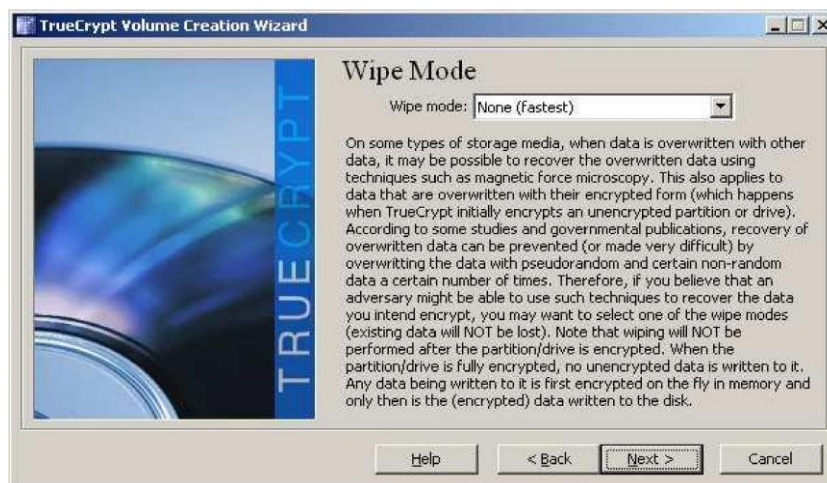 TrueCrypt Volume Creation Wizard
TRUECRYPT
Wipe Mode
Wipe mode: None (fastest)
On some types of storage media, when data is overwritten with other
data, it may be possible to recover the overwritten data using
techniques such as magnetic force microscopy. This also applies to
data that are overwritten with their encrypted form (which happens
when TrueCrypt initially encrypts an unencrypted partition or drive).
According to some studies and governmental publications, recovery of
overwritten data can be prevented (or made very difficult) by
overwritting the data with pseudorandom and certain non-random
data a certain number of times. Therefore, if you believe that an
adversary might be able to use such techniques to recover the data
you intend encrypt, you may want to select one of the wipe modes
(existing data will NOT be lost). Note that wiping will NOT be
performed after the partition/drive is encrypted. When the
partition/drive is fully encrypted, no unencrypted data is written to it.
Any data being written to it is first encrypted on the fly in memory and
only then is the (encrypted) data written to the disk.
Help < Back Next > Cancel